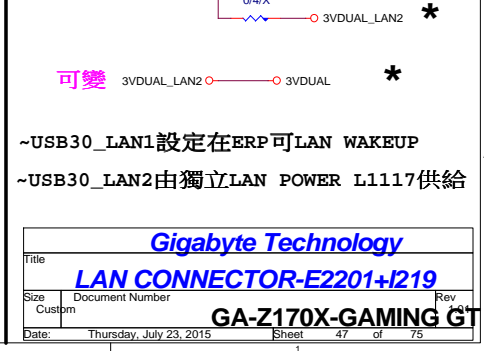 0/4/X
3VDUAL_LAN2 *
可變 3VDUAL_LAN2 3VDUAL *
~USB30_LAN1設定在ERP可LAN WAKEUP
~USB30_LAN2由獨立LAN POWER L1117供給
Gigabyte Technology
Title
LAN CONNECTOR-E2201+I219
Size Document Number Rev
Custom GA-Z170X-GAMING GT 1.01
Date: Thursday, July 23, 2015 Sheet 47 of 75
1